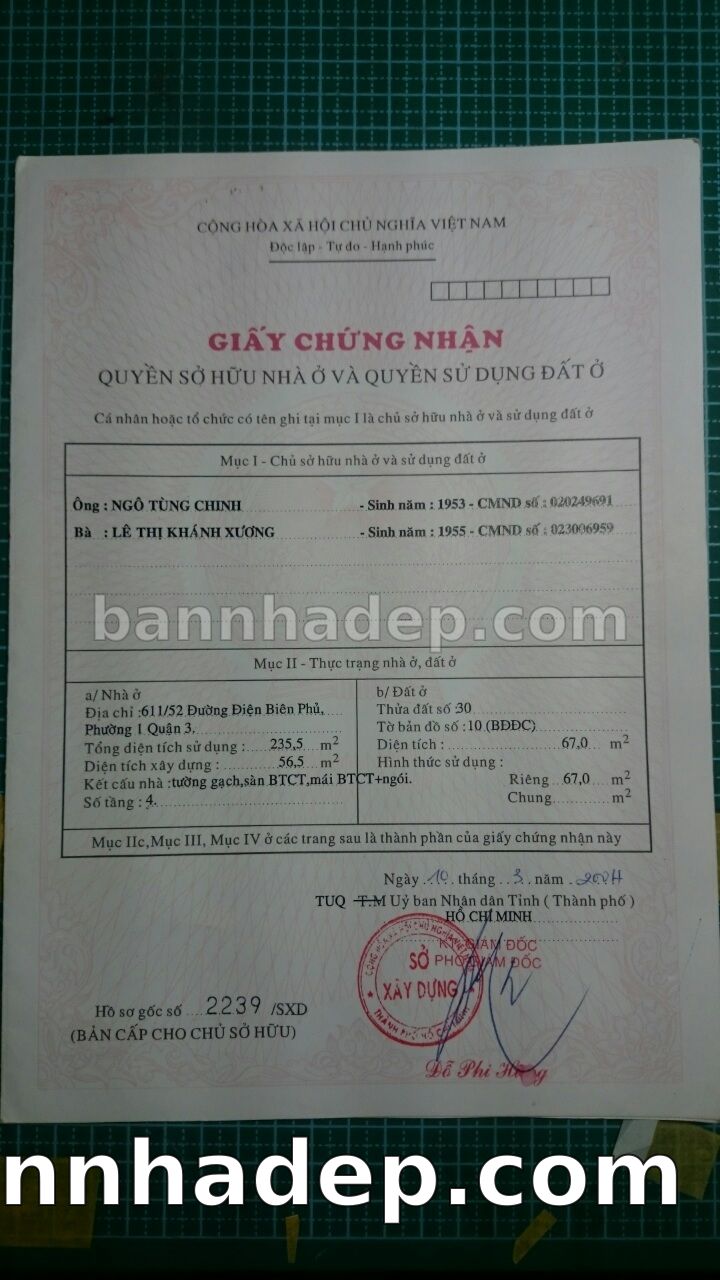 CỘNG HÒA XÃ HỘI CHỦ NGHĨA VIỆT NAM
Độc lập - Tự do - Hạnh phúc
GIẤY CHỨNG NHẬN
QUYỀN SỞ HỮU NHÀ Ở VÀ QUYỀN SỬ DỤNG ĐẤT Ở
Cá nhân hoặc tổ chức có tên ghi tại mục I là chủ sở hữu nhà ở và sử dụng đất ở
Mục I - Chủ sở hữu nhà ở và sử dụng đất ở
Ông : NGÔ TÙNG CHINH - Sinh năm : 1953 - CMND số : 020249691
Bà : LÊ THỊ KHÁNH XƯƠNG - Sinh năm : 1955 - CMND số : 023006959
bannhadep.com
Mục II - Thực trạng nhà ở, đất ở
a/ Nhà ở
Địa chỉ :611/52 Đường Điện Biên Phủ,
Phường 1 Quận 3.
Tổng diện tích sử dụng : 235,5 m2
Diện tích xây dựng : 56,5 m2
Kết cấu nhà :tường gạch,sàn BTCT,mái BTCT+ngói.
Số tầng : 4.
b/ Đất ở
Thửa đất số :30
Tờ bản đồ số :10 (BĐĐC)
Diện tích : 67,0 m2
Hình thức sử dụng :
Riêng 67,0 m2
Chung m2
Mục IIc,Mục III, Mục IV ở các trang sau là thành phần của giấy chứng nhận này
Ngày 10 tháng 3 năm 2004
TUQ T.M Uỷ ban Nhân dân Tỉnh ( Thành phố )
HỒ CHÍ MINH
KT. GIÁM ĐỐC
PHÓ GIÁM ĐỐC
SỞ
XÂY DỰNG
Hồ sơ gốc số 2239 /SXD
(BẢN CẤP CHO CHỦ SỞ HỮU)
Đỗ Phi Hùng
nnhadep.com